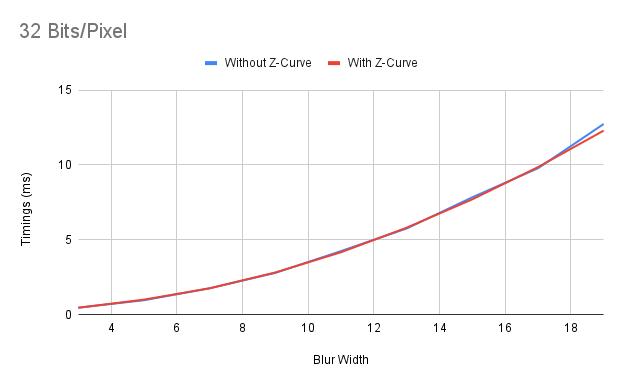 32 Bits/Pixel
Without Z-Curve
With Z-Curve
15
10
5
0
Timings (ms)
4 6 8 10 12 14 16 18
Blur Width